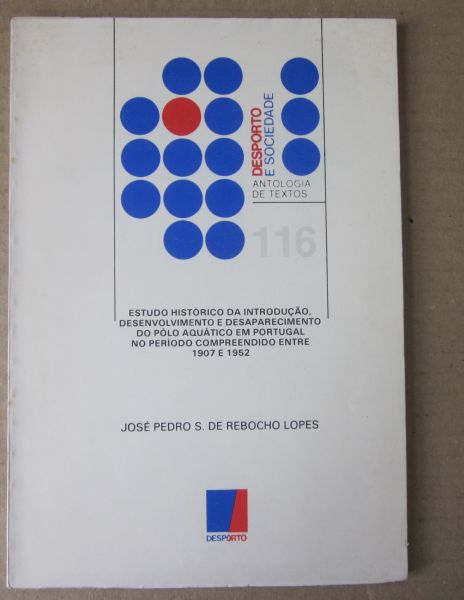 DESPORTO
E SOCIEDADE
ANTOLOGIA
DE TEXTOS
116
ESTUDO HISTÓRICO DA INTRODUÇÃO,
DESENVOLVIMENTO E DESAPARECIMENTO
DO PÓLO AQUÁTICO EM PORTUGAL
NO PERÍODO COMPREENDIDO ENTRE
1907 E 1952
JOSÉ PEDRO S. DE REBOCHO LOPES
DESPORTO